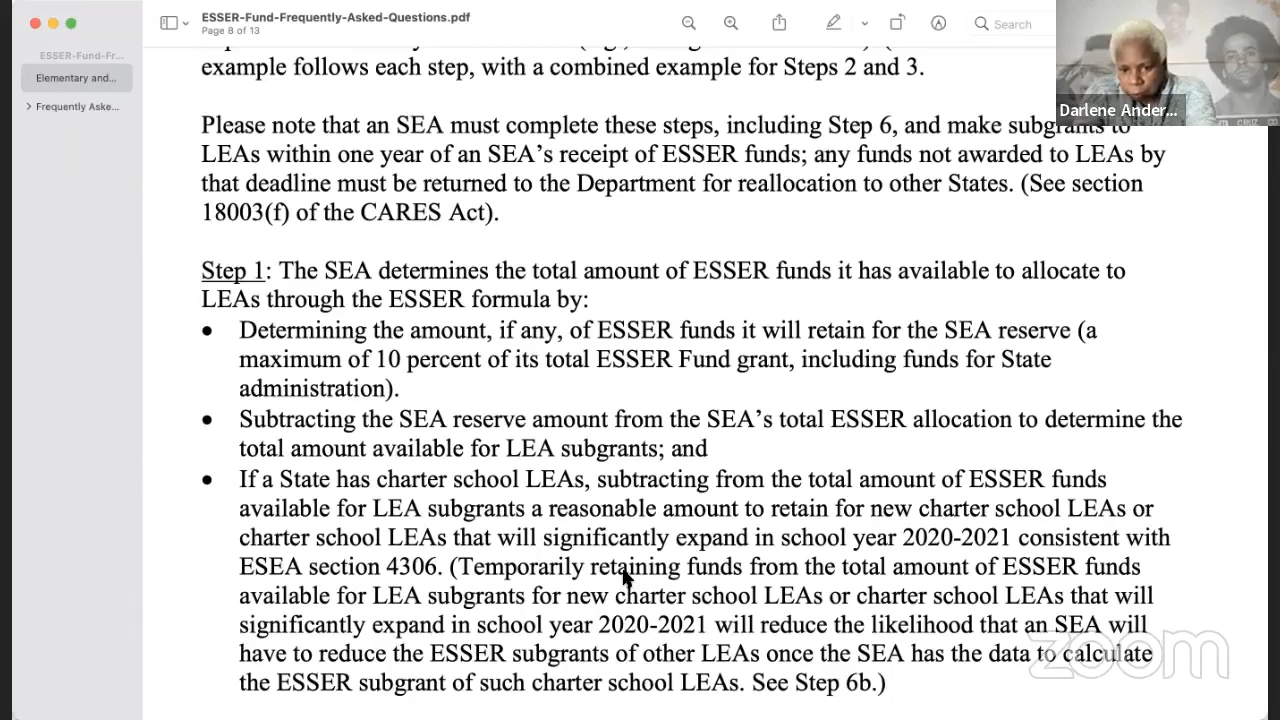 ESSER-Fund-Frequently-Asked-Questions.pdf
Page 8 of 13
Search
ESSER-Fund-Fr...
Elementary and...
Frequently Aske...
example follows each step, with a combined example for Steps 2 and 3.
Please note that an SEA must complete these steps, including Step 6, and make subgrants to
LEAs within one year of an SEA’s receipt of ESSER funds; any funds not awarded to LEAs by
that deadline must be returned to the Department for reallocation to other States. (See section
18003(f) of the CARES Act).
Step 1: The SEA determines the total amount of ESSER funds it has available to allocate to
LEAs through the ESSER formula by:
• Determining the amount, if any, of ESSER funds it will retain for the SEA reserve (a
maximum of 10 percent of its total ESSER Fund grant, including funds for State
administration).
• Subtracting the SEA reserve amount from the SEA’s total ESSER allocation to determine the
total amount available for LEA subgrants; and
• If a State has charter school LEAs, subtracting from the total amount of ESSER funds
available for LEA subgrants a reasonable amount to retain for new charter school LEAs or
charter school LEAs that will significantly expand in school year 2020-2021 consistent with
ESEA section 4306. (Temporarily retaining funds from the total amount of ESSER funds
available for LEA subgrants for new charter school LEAs or charter school LEAs that will
significantly expand in school year 2020-2021 will reduce the likelihood that an SEA will
have to reduce the ESSER subgrants of other LEAs once the SEA has the data to calculate
the ESSER subgrant of such charter school LEAs. See Step 6b.)
Darlene Ander...
zoom